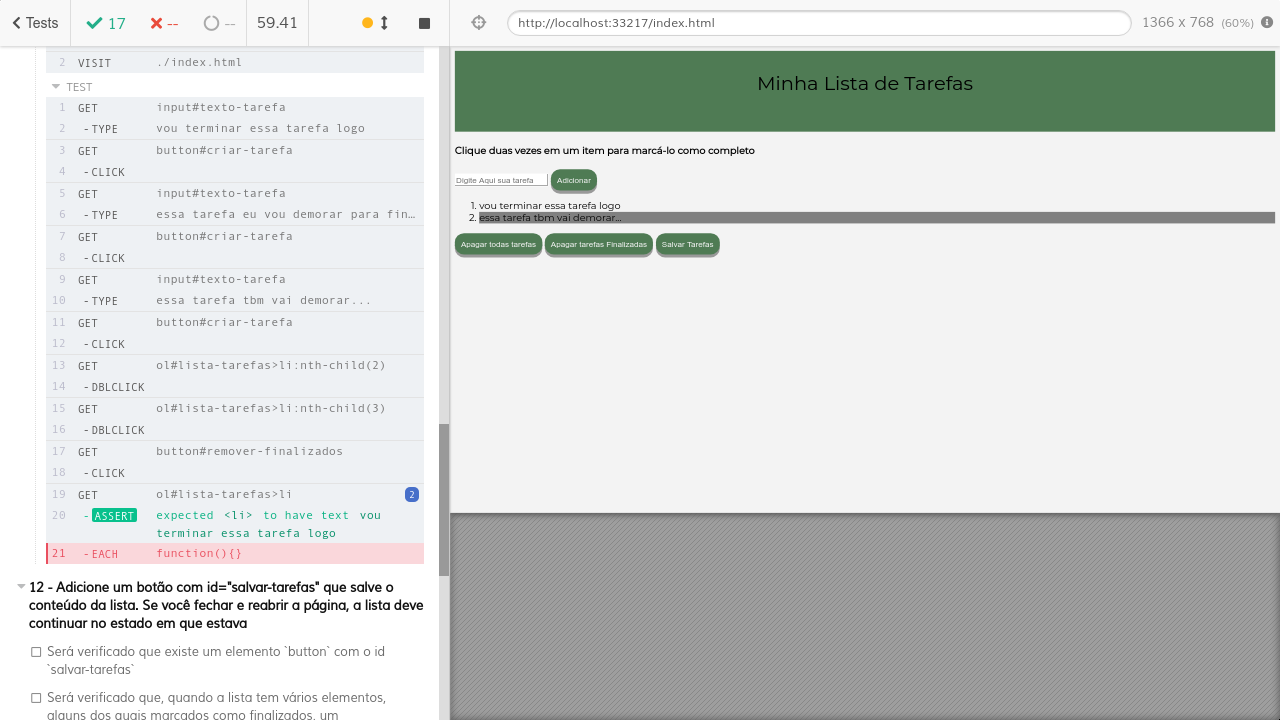 Tests 17 -- -- 59.41
http://localhost:33217/index.html 1366 x 768 (60%)
2 VISIT ./index.html
TEST
1 GET input#texto-tarefa
2 -TYPE vou terminar essa tarefa logo
3 GET button#criar-tarefa
4 -CLICK
5 GET input#texto-tarefa
6 -TYPE essa tarefa eu vou demorar para fin…
7 GET button#criar-tarefa
8 -CLICK
9 GET input#texto-tarefa
10 -TYPE essa tarefa tbm vai demorar...
11 GET button#criar-tarefa
12 -CLICK
13 GET ol#lista-tarefas>li:nth-child(2)
14 -DBLCLICK
15 GET ol#lista-tarefas>li:nth-child(3)
16 -DBLCLICK
17 GET button#remover-finalizados
18 -CLICK
19 GET ol#lista-tarefas>li 2
20 -ASSERT expected <li> to have text vou
terminar essa tarefa logo
21 -EACH function(){}
12 - Adicione um botão com id="salvar-tarefas" que salve o
conteúdo da lista. Se você fechar e reabrir a página, a lista deve
continuar no estado em que estava
Será verificado que existe um elemento `button` com o id
`salvar-tarefas`
Será verificado que, quando a lista tem vários elementos,
alguns dos quais marcados como finalizados, um
Minha Lista de Tarefas
Clique duas vezes em um item para marcá-lo como completo
Digite Aqui sua tarefa Adicionar
1. vou terminar essa tarefa logo
2. essa tarefa tbm vai demorar...
Apagar todas tarefas Apagar tarefas Finalizadas Salvar Tarefas